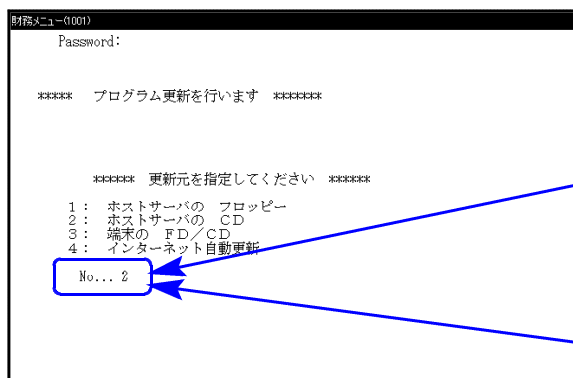 財務メニュー(1001)
Password:
***** プログラム更新を行います *******
****** 更新元を指定してください ******
1: ホストサーバの フロッピー
2: ホストサーバの CD
3: 端末の FD/CD
4: インターネット自動更新
No... 2